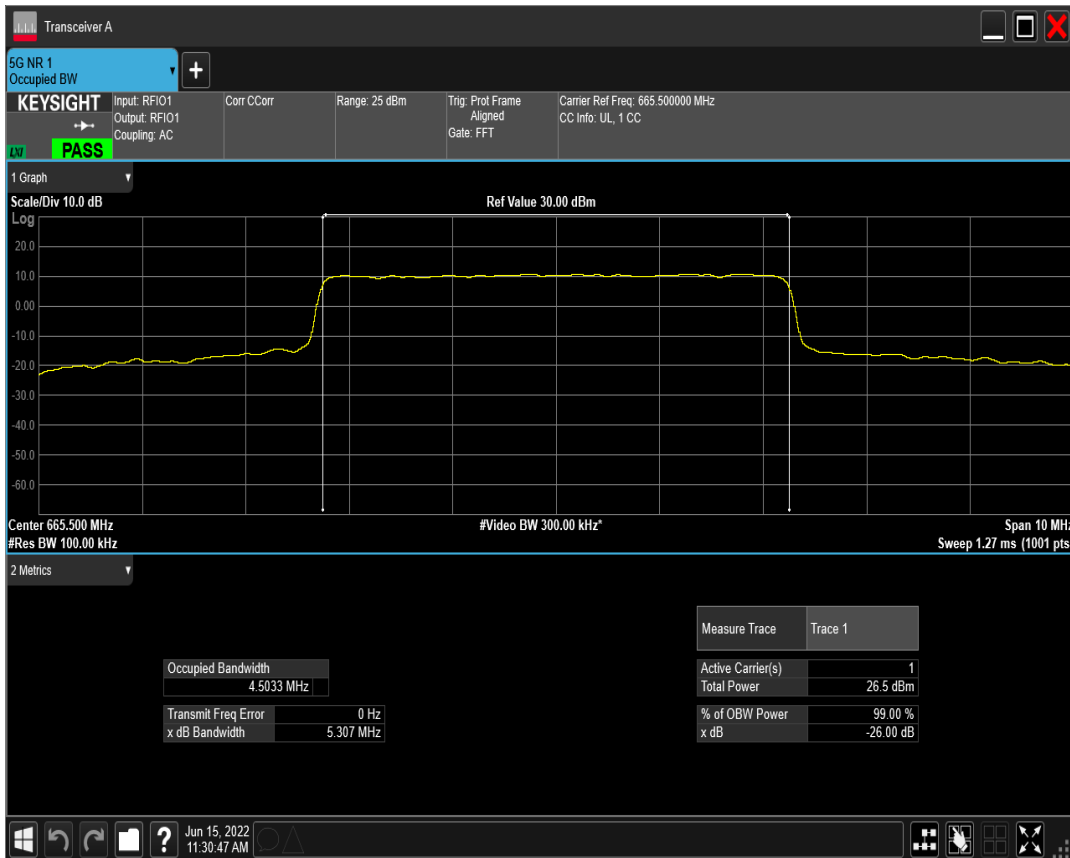 Transceiver A
5G NR 1
Occupied BW
KEYSIGHT
LXI
PASS
Input: RFIO1
Output: RFIO1
Coupling: AC
Corr CCorr
Range: 25 dBm
Trig: Prot Frame
Aligned
Gate: FFT
Carrier Ref Freq: 665.500000 MHz
CC Info: UL, 1 CC
1 Graph
Scale/Div 10.0 dB
Ref Value 30.00 dBm
Log
20.0
10.0
0.00
-10.0
-20.0
-30.0
-40.0
-50.0
-60.0
Center 665.500 MHz
#Video BW 300.00 kHz*
Span 10 MHz
#Res BW 100.00 kHz
Sweep 1.27 ms (1001 pts
2 Metrics
Measure Trace Trace 1
Occupied Bandwidth
4.5033 MHz
Active Carrier(s) 1
Total Power 26.5 dBm
Transmit Freq Error 0 Hz
x dB Bandwidth 5.307 MHz
% of OBW Power 99.00 %
x dB -26.00 dB
?
Jun 15, 2022
11:30:47 AM